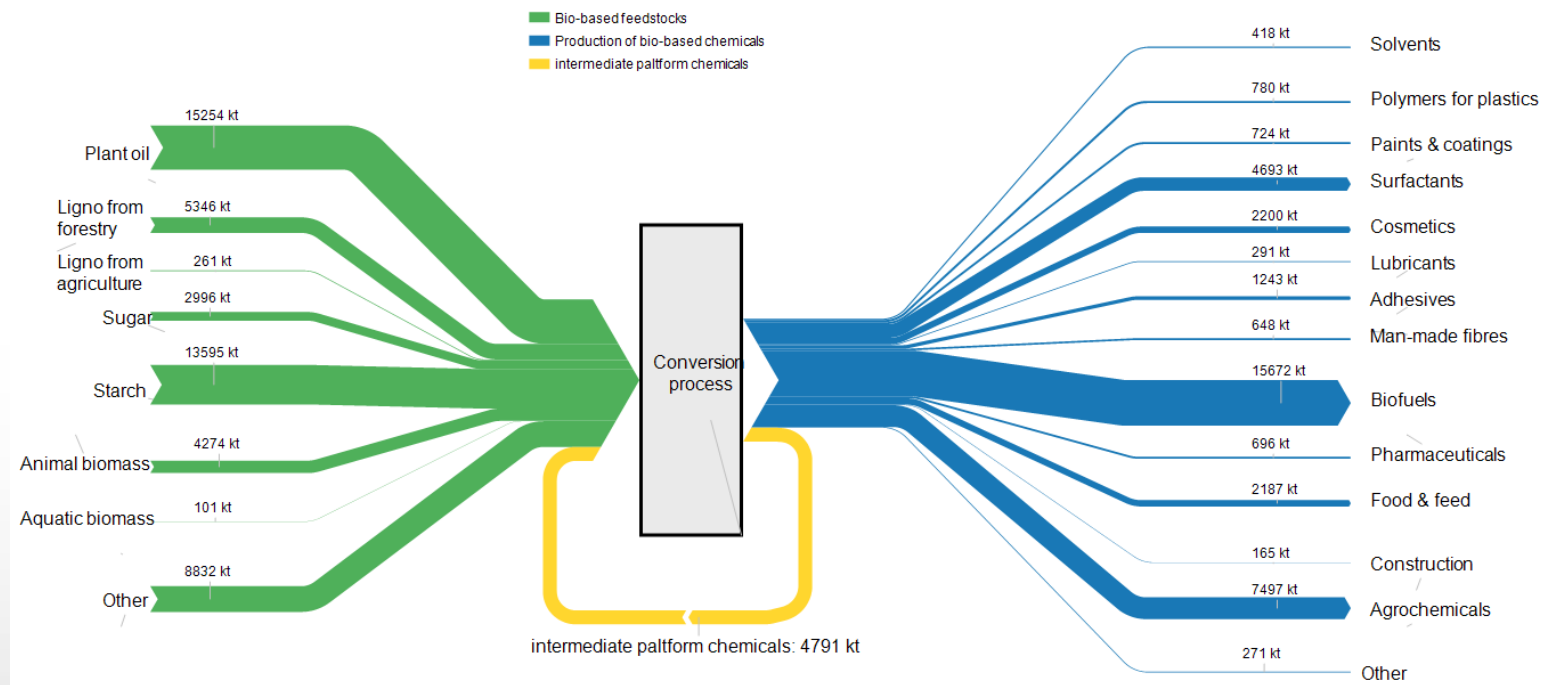 Bio-based feedstocks
Production of bio-based chemicals
intermediate paltform chemicals
15254 kt
Plant oil
5346 kt
Ligno from
forestry
261 kt
Ligno from
agriculture
2996 kt
Sugar
13595 kt
Starch
4274 kt
Animal biomass
101 kt
Aquatic biomass
8832 kt
Other
Conversion
process
intermediate paltform chemicals: 4791 kt
418 kt
Solvents
780 kt
Polymers for plastics
724 kt
Paints & coatings
4693 kt
Surfactants
2200 kt
Cosmetics
291 kt
Lubricants
1243 kt
Adhesives
648 kt
Man-made fibres
15672 kt
Biofuels
696 kt
Pharmaceuticals
2187 kt
Food & feed
165 kt
Construction
7497 kt
Agrochemicals
271 kt
Other